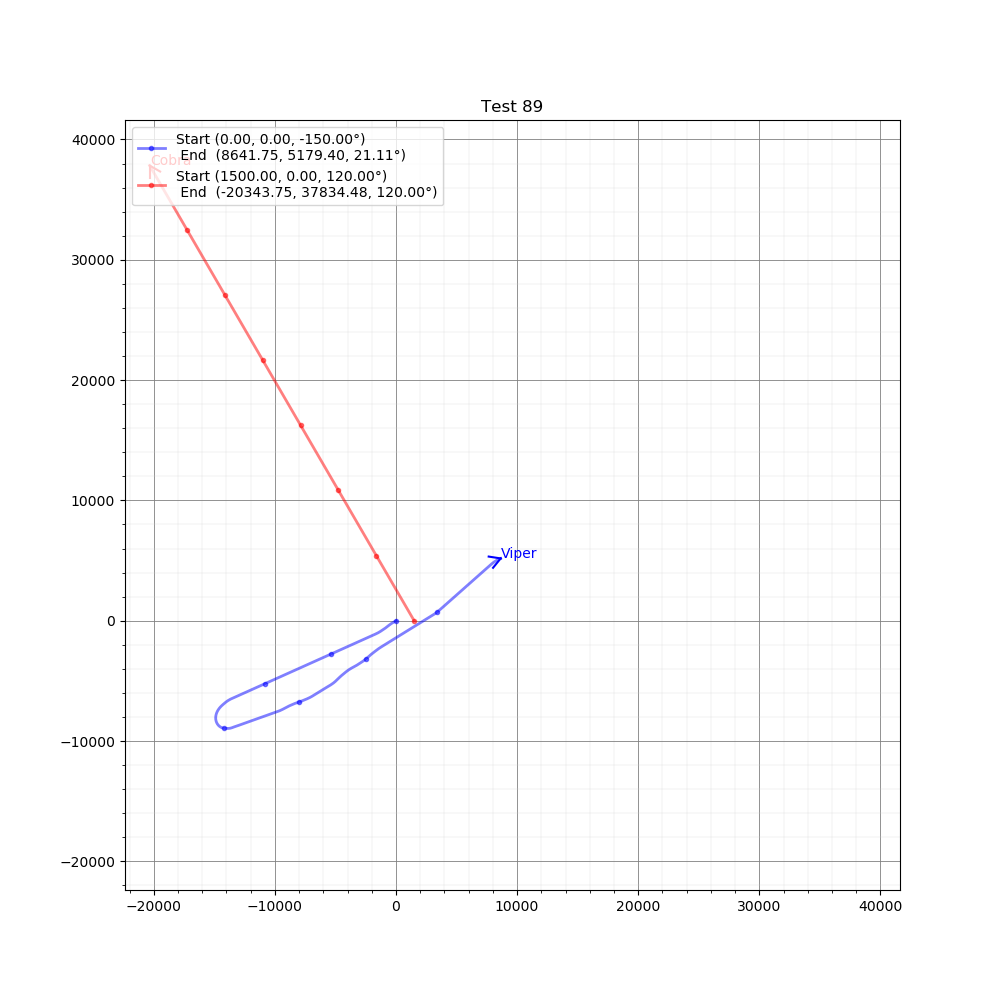 Test 89
Start (0.00, 0.00, -150.00°)
End (8641.75, 5179.40, 21.11°)
Start (1500.00, 0.00, 120.00°)
End (-20343.75, 37834.48, 120.00°)
Cobra
Viper
40000
30000
20000
10000
0
−10000
−20000
−20000 −10000 0 10000 20000 30000 40000